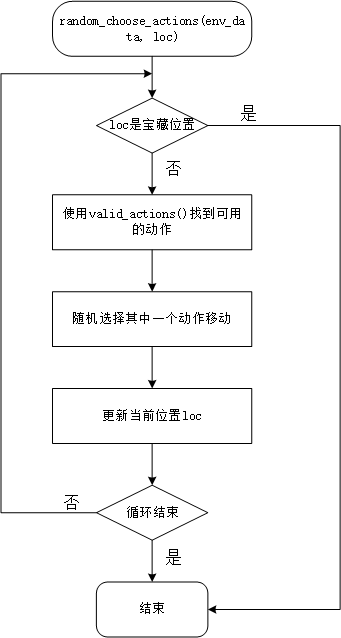 random_choose_actions(env_da
ta, loc)
loc是宝藏位置
是
否
使用valid_actions()找到可用
的动作
随机选择其中一个动作移动
更新当前位置loc
否
循环结束
是
结束